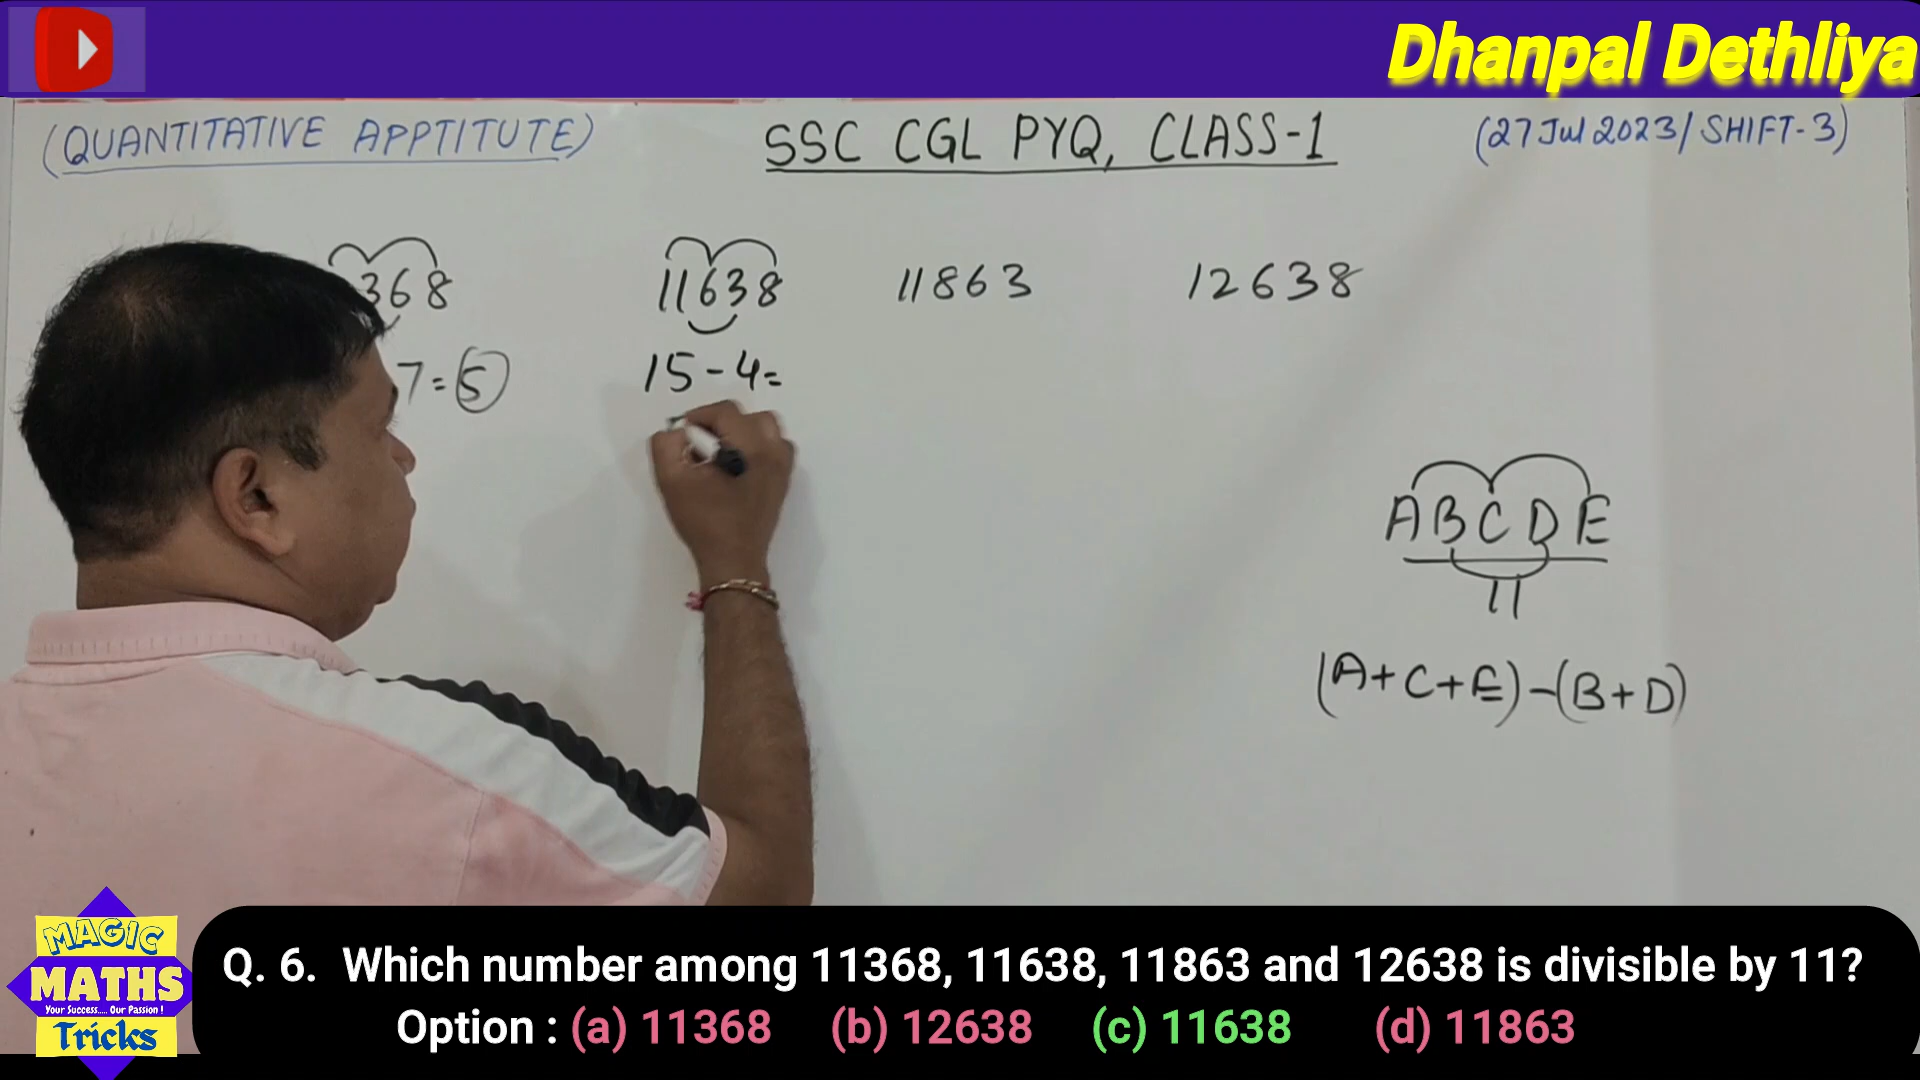 Dhanpal Dethliya
(QUANTITATIVE APPTITUTE)
SSC CGL PYQ, CLASS-1
(27 Jul 2023/ SHIFT-3)
368
11638
11863
12638
7=5
15-4=
ABCDE
11
(A+C+E)-(B+D)
MAGIC
MATHS
Your Success..... Our Passion !
Tricks
Q. 6. Which number among 11368, 11638, 11863 and 12638 is divisible by 11?
Option : (a) 11368 (b) 12638 (c) 11638 (d) 11863